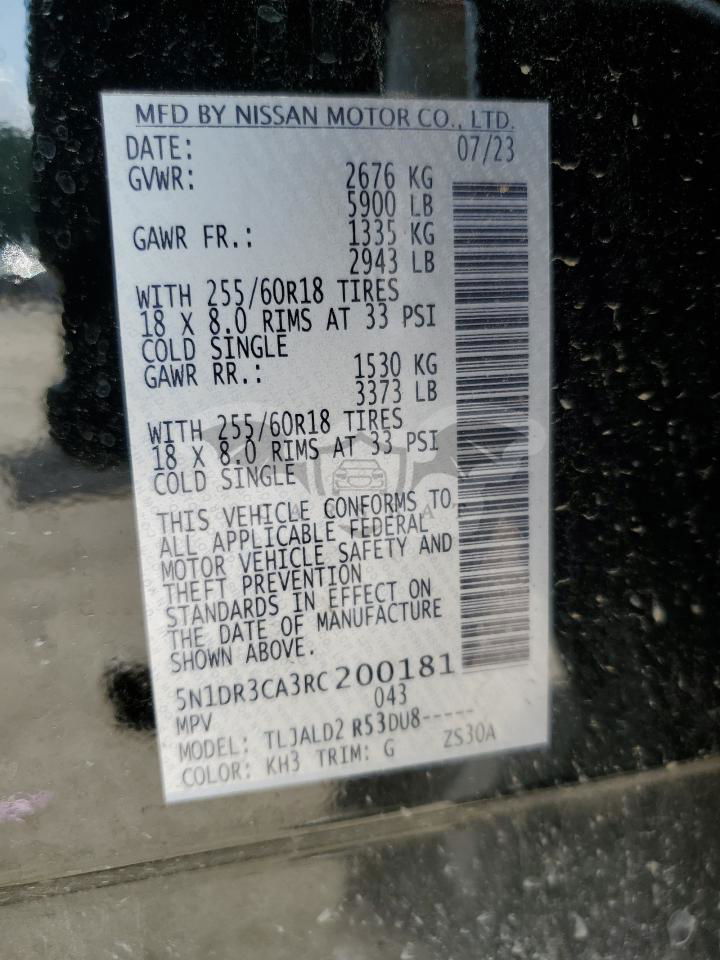 MFD BY NISSAN MOTOR CO., LTD.
DATE: 07/23
GVWR: 2676 KG
5900 LB
GAWR FR.: 1335 KG
2943 LB
WITH 255/60R18 TIRES
18 X 8.0 RIMS AT 33 PSI
COLD SINGLE
GAWR RR.: 1530 KG
3373 LB
WITH 255/60R18 TIRES
18 X 8.0 RIMS AT 33 PSI
COLD SINGLE
THIS VEHICLE CONFORMS TO
ALL APPLICABLE FEDERAL
MOTOR VEHICLE SAFETY AND
THEFT PREVENTION
STANDARDS IN EFFECT ON
THE DATE OF MANUFACTURE
SHOWN ABOVE.
5N1DR3CA3RC200181
MPV 043
MODEL: TLJALD2 R53DU8-----
COLOR: KH3 TRIM: G ZS30A